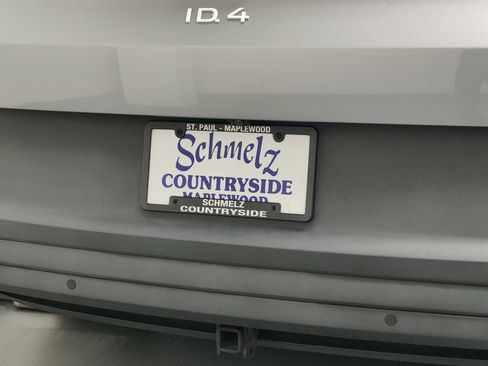 ID.4
ST. PAUL - MAPLEWOOD
Schmelz
COUNTRYSIDE
MAPLEWOOD
SCHMELZ
COUNTRYSIDE